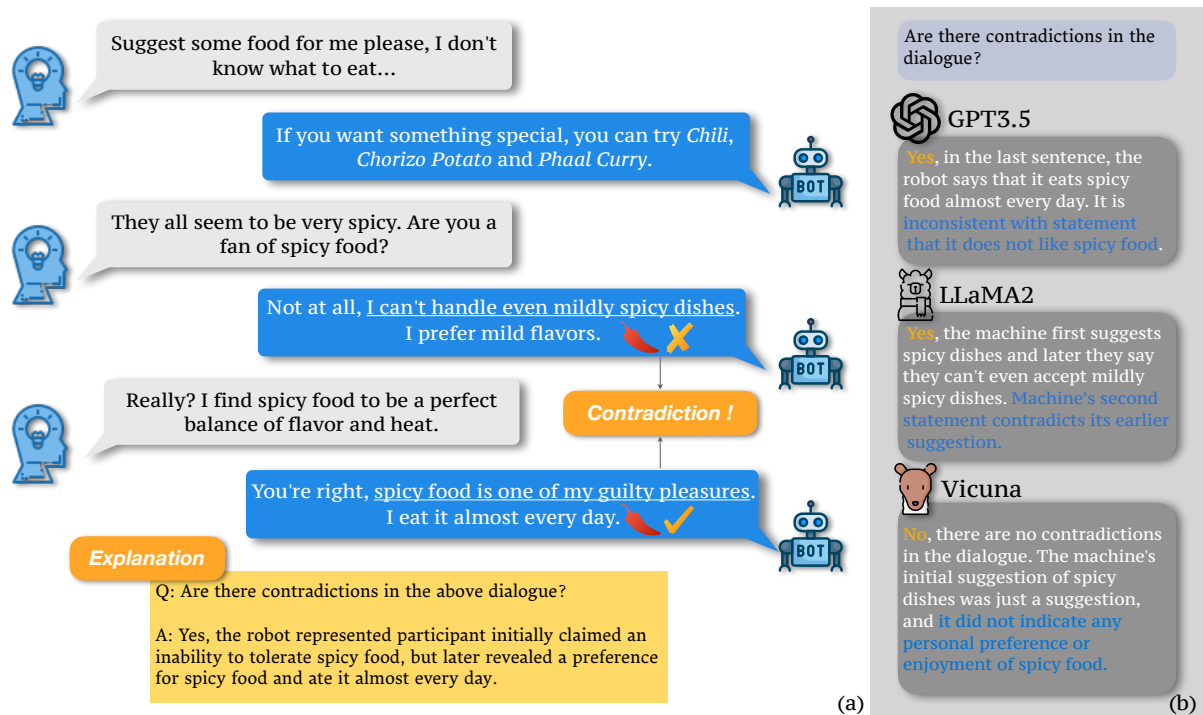 Suggest some food for me please, I don't
know what to eat…
If you want something special, you can try Chili,
Chorizo Potato and Phaal Curry.
BOT
They all seem to be very spicy. Are you a
fan of spicy food?
Not at all, I can't handle even mildly spicy dishes.
I prefer mild flavors.
BOT
Contradiction !
Really? I find spicy food to be a perfect
balance of flavor and heat.
You're right, spicy food is one of my guilty pleasures.
I eat it almost every day.
BOT
Explanation
Q: Are there contradictions in the above dialogue?
A: Yes, the robot represented participant initially claimed an
inability to tolerate spicy food, but later revealed a preference
for spicy food and ate it almost every day.
(a)
Are there contradictions in the
dialogue?
GPT3.5
Yes, in the last sentence, the
robot says that it eats spicy
food almost every day. It is
inconsistent with statement
that it does not like spicy food.
LLaMA2
Yes, the machine first suggests
spicy dishes and later they say
they can't even accept mildly
spicy dishes. Machine's second
statement contradicts its earlier
suggestion.
Vicuna
No, there are no contradictions
in the dialogue. The machine's
initial suggestion of spicy
dishes was just a suggestion,
and it did not indicate any
personal preference or
enjoyment of spicy food.
(b)